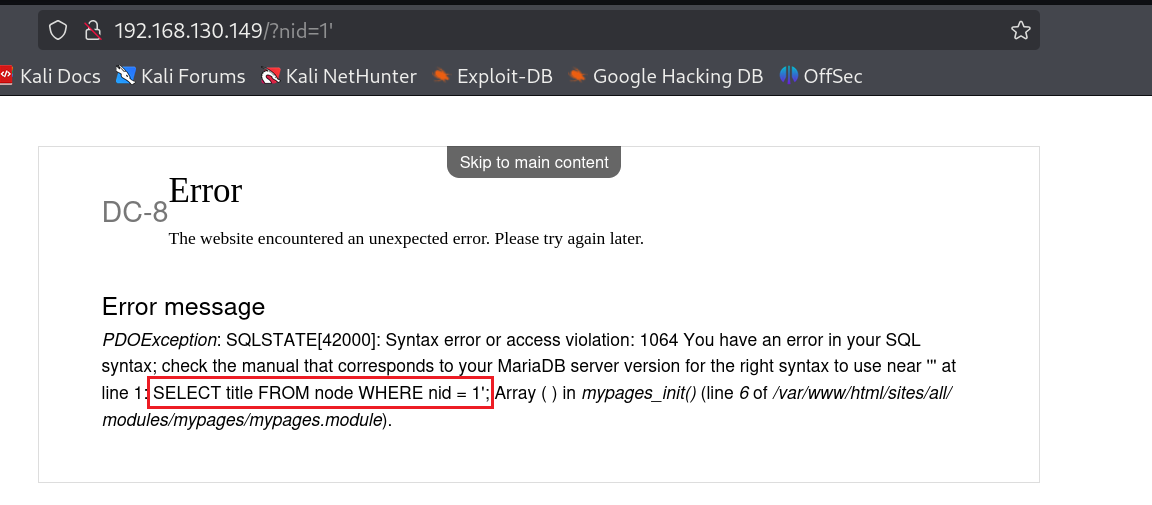 192.168.130.149/?nid=1'
Kali Docs Kali Forums Kali NetHunter Exploit-DB Google Hacking DB OffSec
Skip to main content
Error
DC-8
The website encountered an unexpected error. Please try again later.
Error message
PDOException: SQLSTATE[42000]: Syntax error or access violation: 1064 You have an error in your SQL
syntax; check the manual that corresponds to your MariaDB server version for the right syntax to use near ''' at
line 1: SELECT title FROM node WHERE nid = 1'; Array ( ) in mypages_init() (line 6 of /var/www/html/sites/all/
modules/mypages/mypages.module).